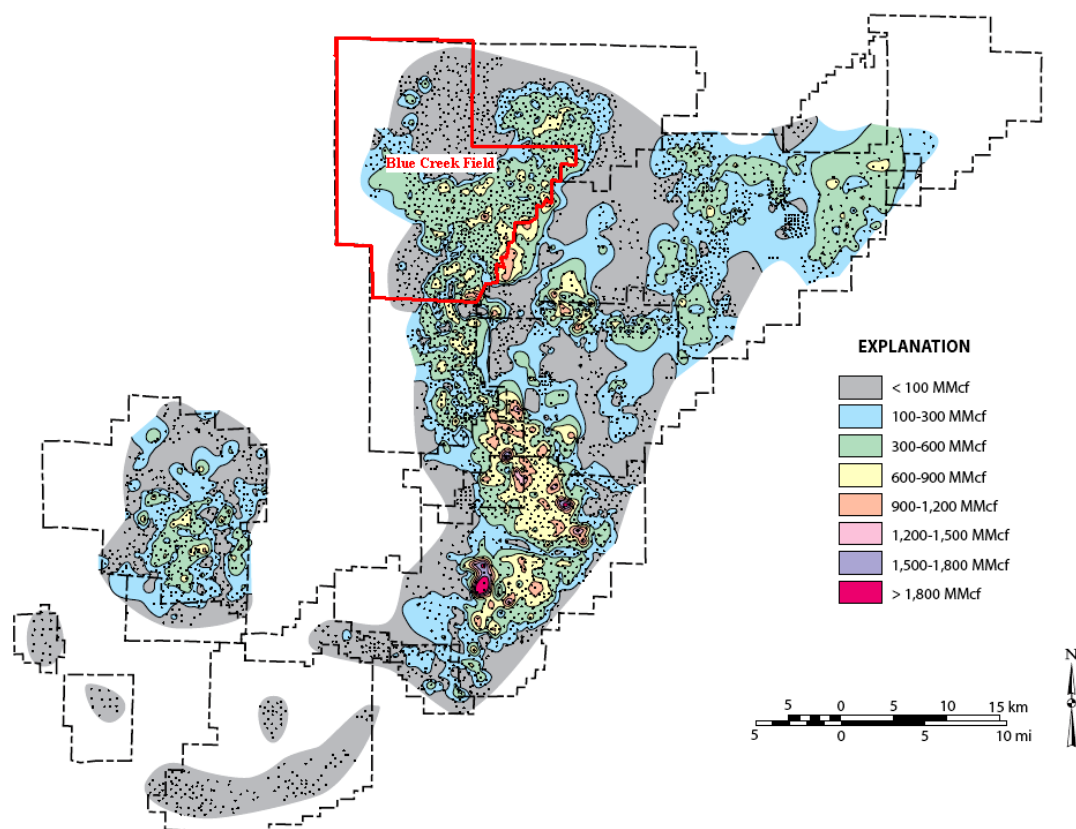 Blue Creek Field
EXPLANATION
< 100 MMcf
100-300 MMcf
300-600 MMcf
600-900 MMcf
900-1,200 MMcf
1,200-1,500 MMcf
1,500-1,800 MMcf
> 1,800 MMcf
N
5 0 5 10 15 km
5 0 5 10 mi